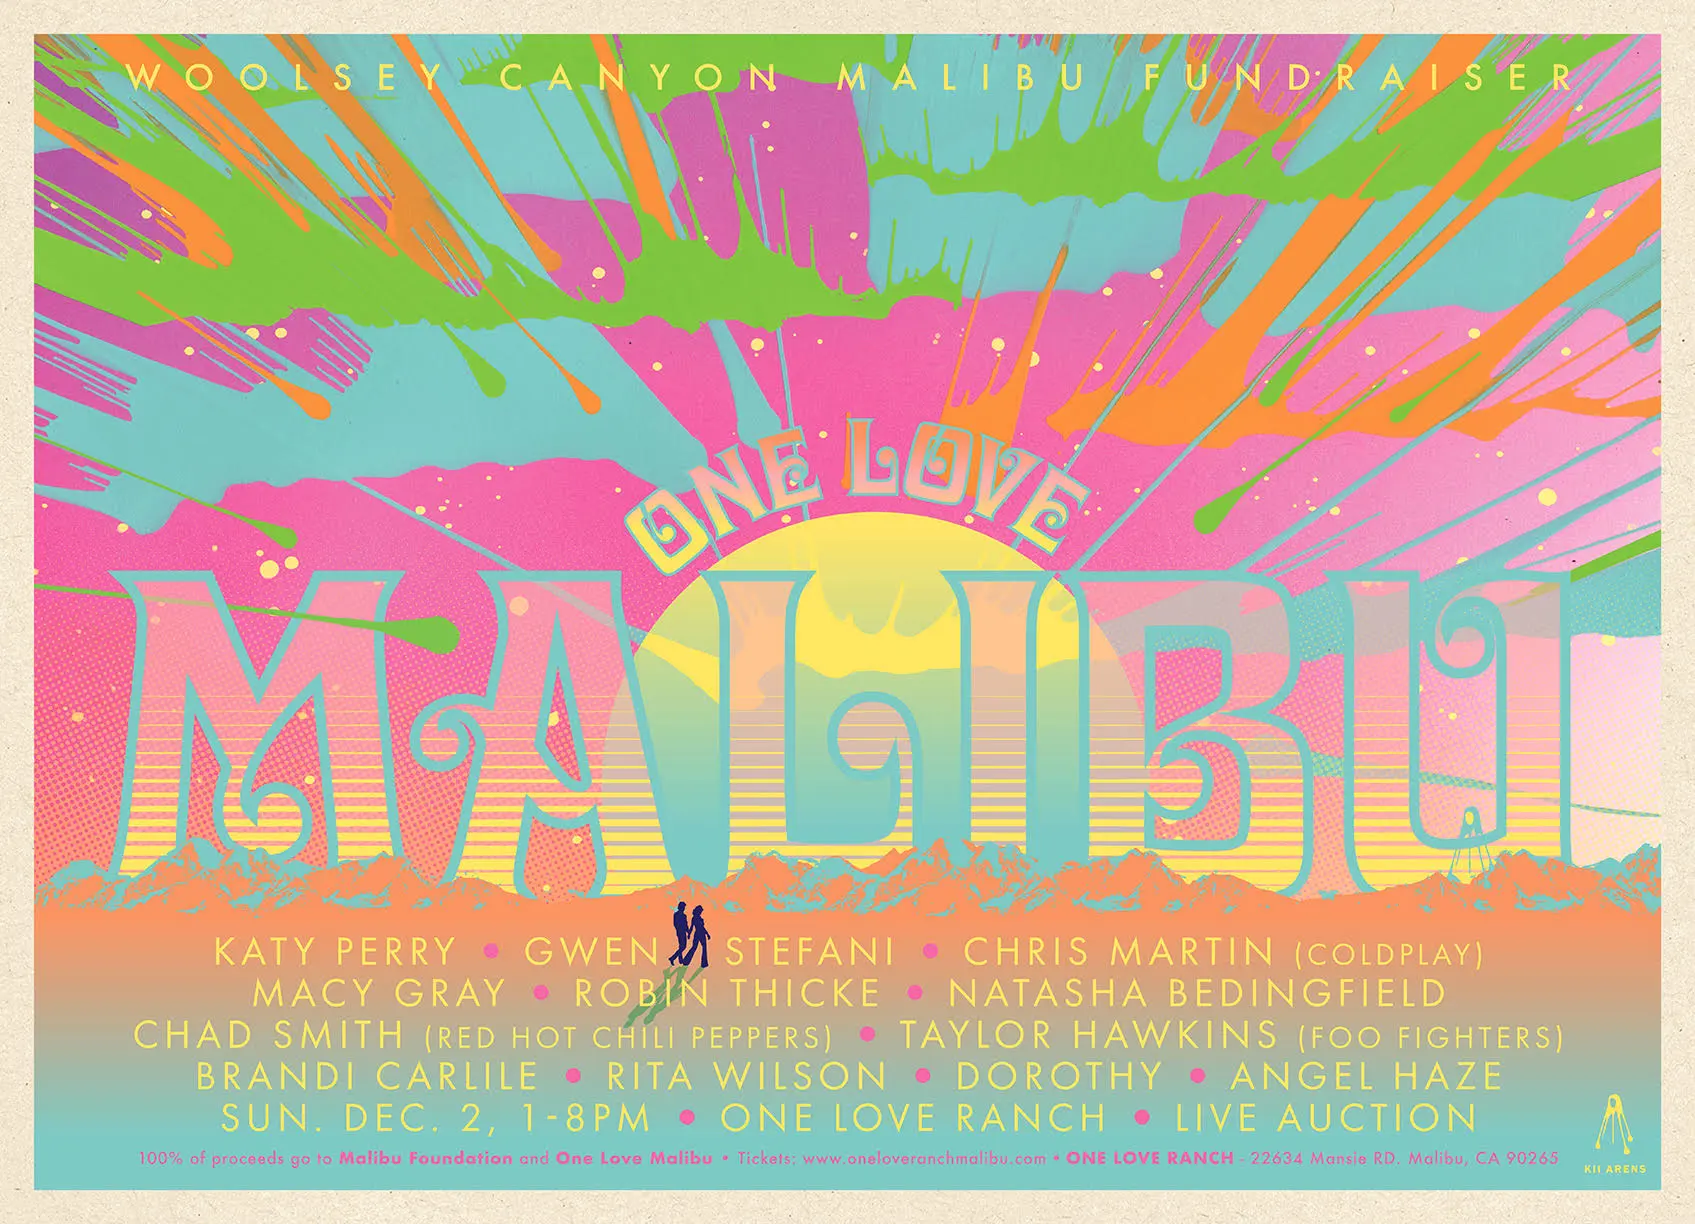 WOOLSEY CANYON MALIBU FUNDRAISER
ONE LOVE
MALIBU
KATY PERRY • GWEN STEFANI • CHRIS MARTIN (COLDPLAY)
MACY GRAY • ROBIN THICKE • NATASHA BEDINGFIELD
CHAD SMITH (RED HOT CHILI PEPPERS) • TAYLOR HAWKINS (FOO FIGHTERS)
BRANDI CARLILE • RITA WILSON • DOROTHY • ANGEL HAZE
SUN. DEC. 2, 1-8PM • ONE LOVE RANCH • LIVE AUCTION
100% of proceeds go to Malibu Foundation and One Love Malibu • Tickets: www.oneloveranchmalibu.com • ONE LOVE RANCH - 22634 Mansie RD. Malibu, CA 90265
KII ARENS